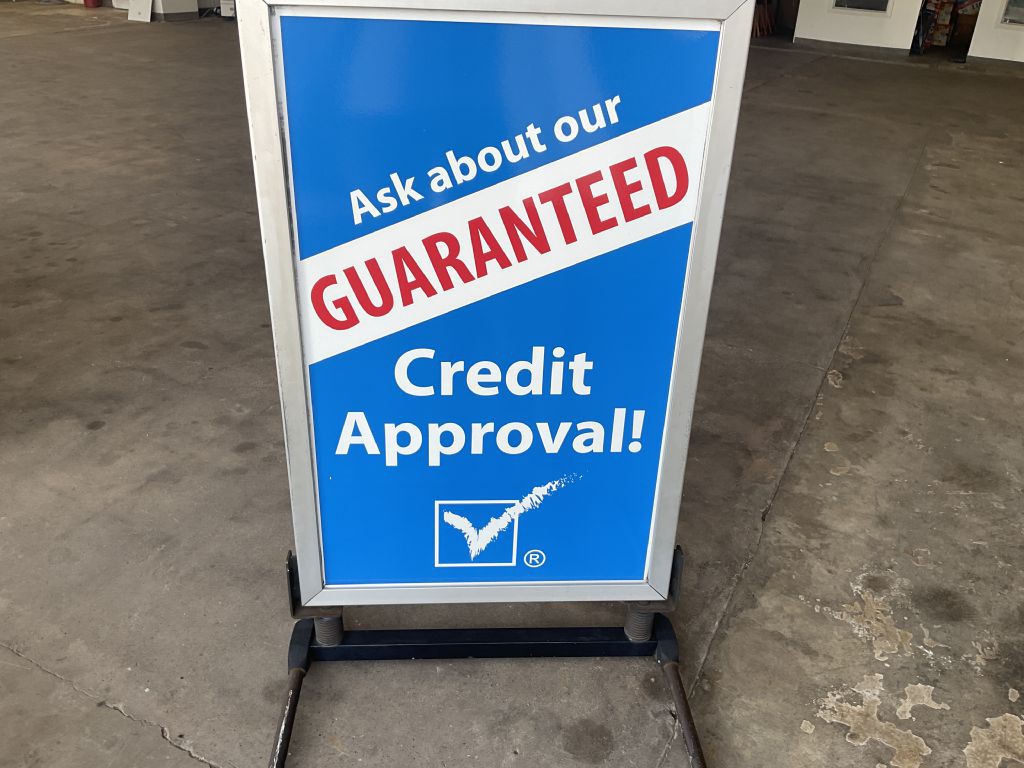 Ask about our
GUARANTEED
Credit
Approval!
®